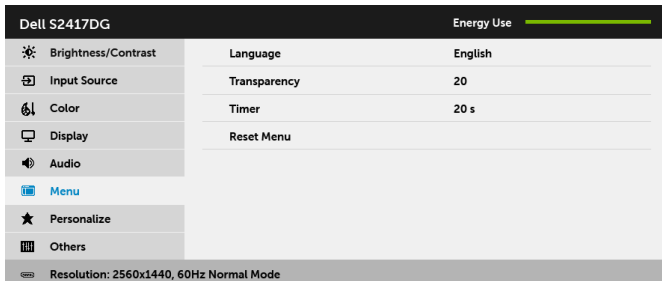 Dell S2417DG Energy Use
Brightness/Contrast Language English
Input Source Transparency 20
Color Timer 20 s
Display Reset Menu
Audio
Menu
Personalize
Others
Resolution: 2560x1440, 60Hz Normal Mode